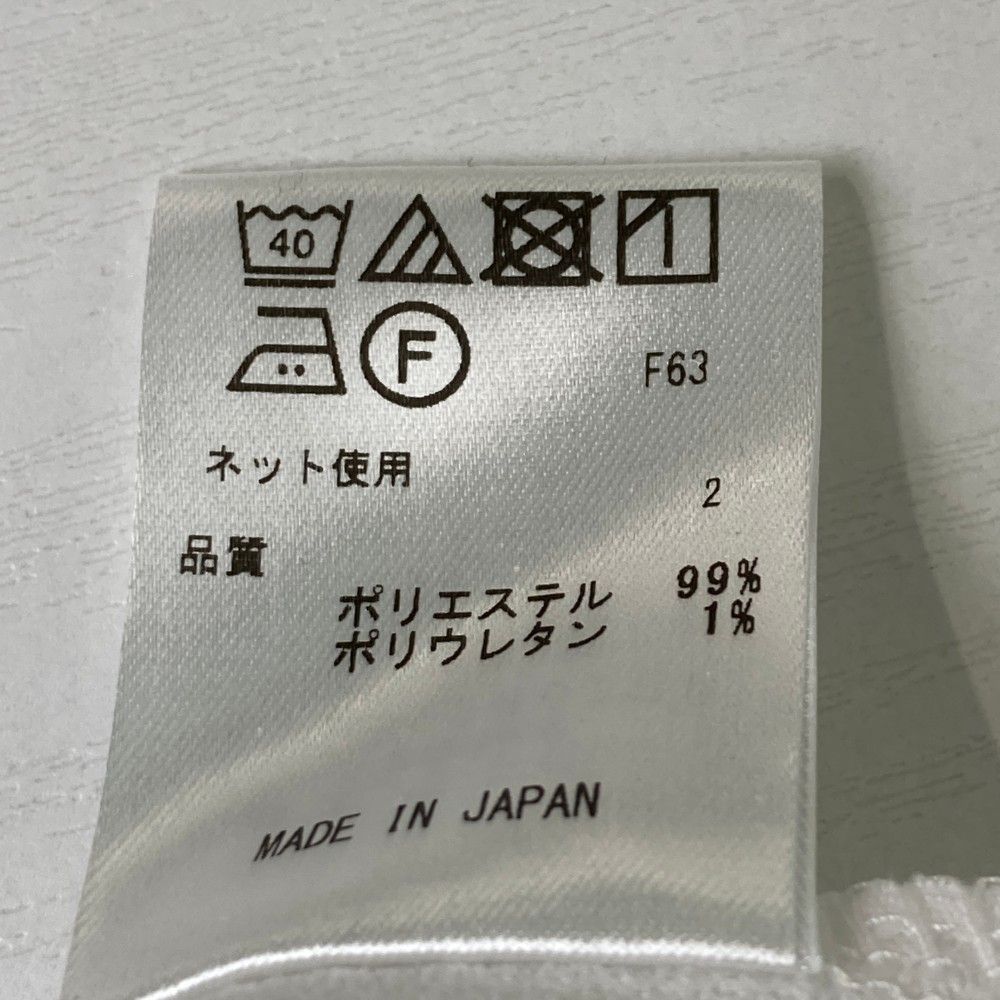 40
F
F63
ネット使用
2
品質
ポリエステル 99%
ポリウレタン 1%
MADE IN JAPAN